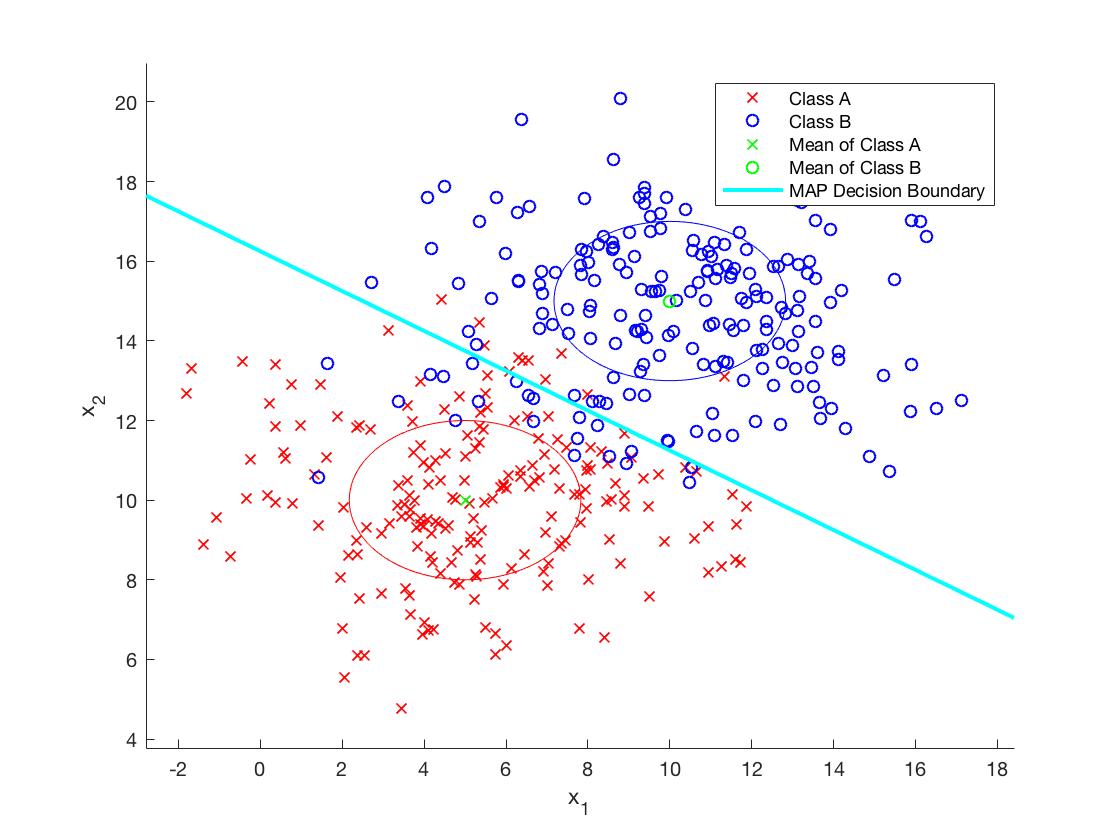 Class A
Class B
Mean of Class A
Mean of Class B
MAP Decision Boundary
20
18
16
14
12
10
8
6
4
x2
-2 0 2 4 6 8 10 12 14 16 18
x1